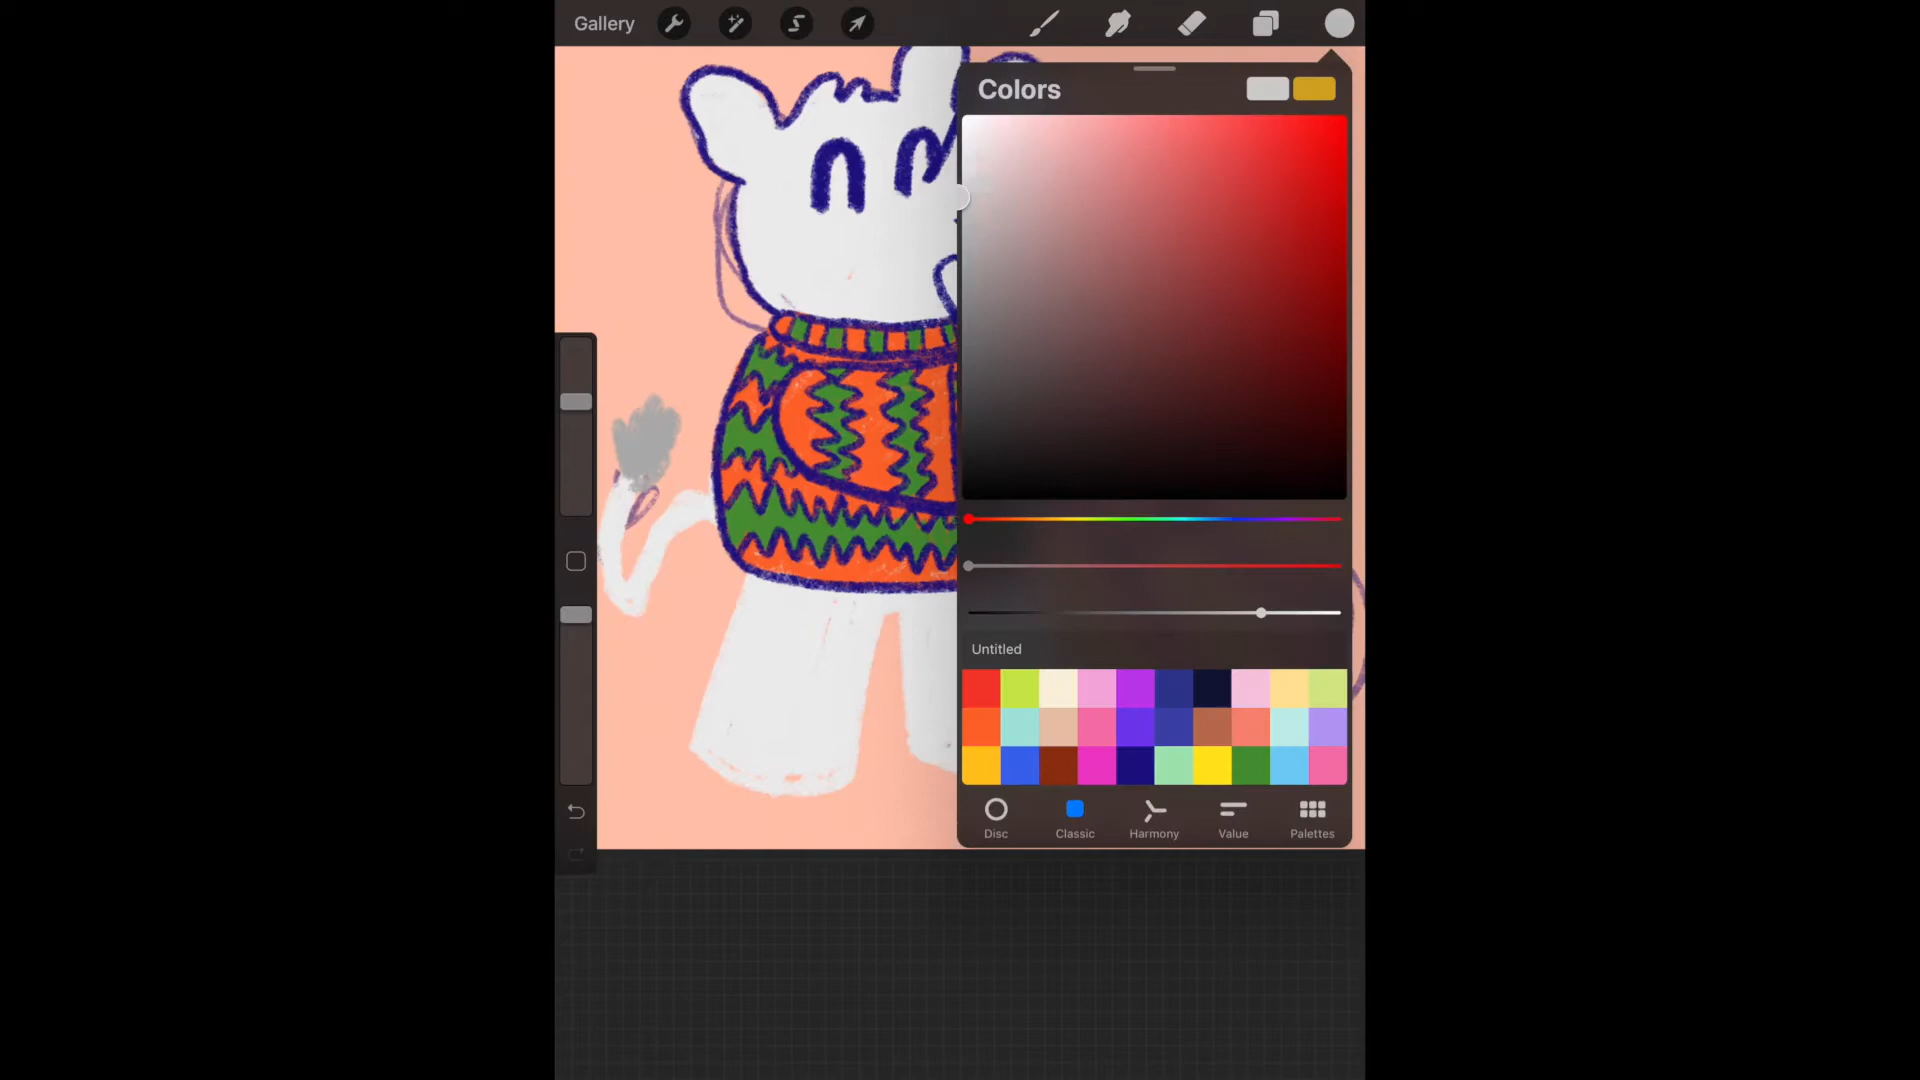 Gallery
Colors
Untitled
Disc
Classic
Harmony
Value
Palettes